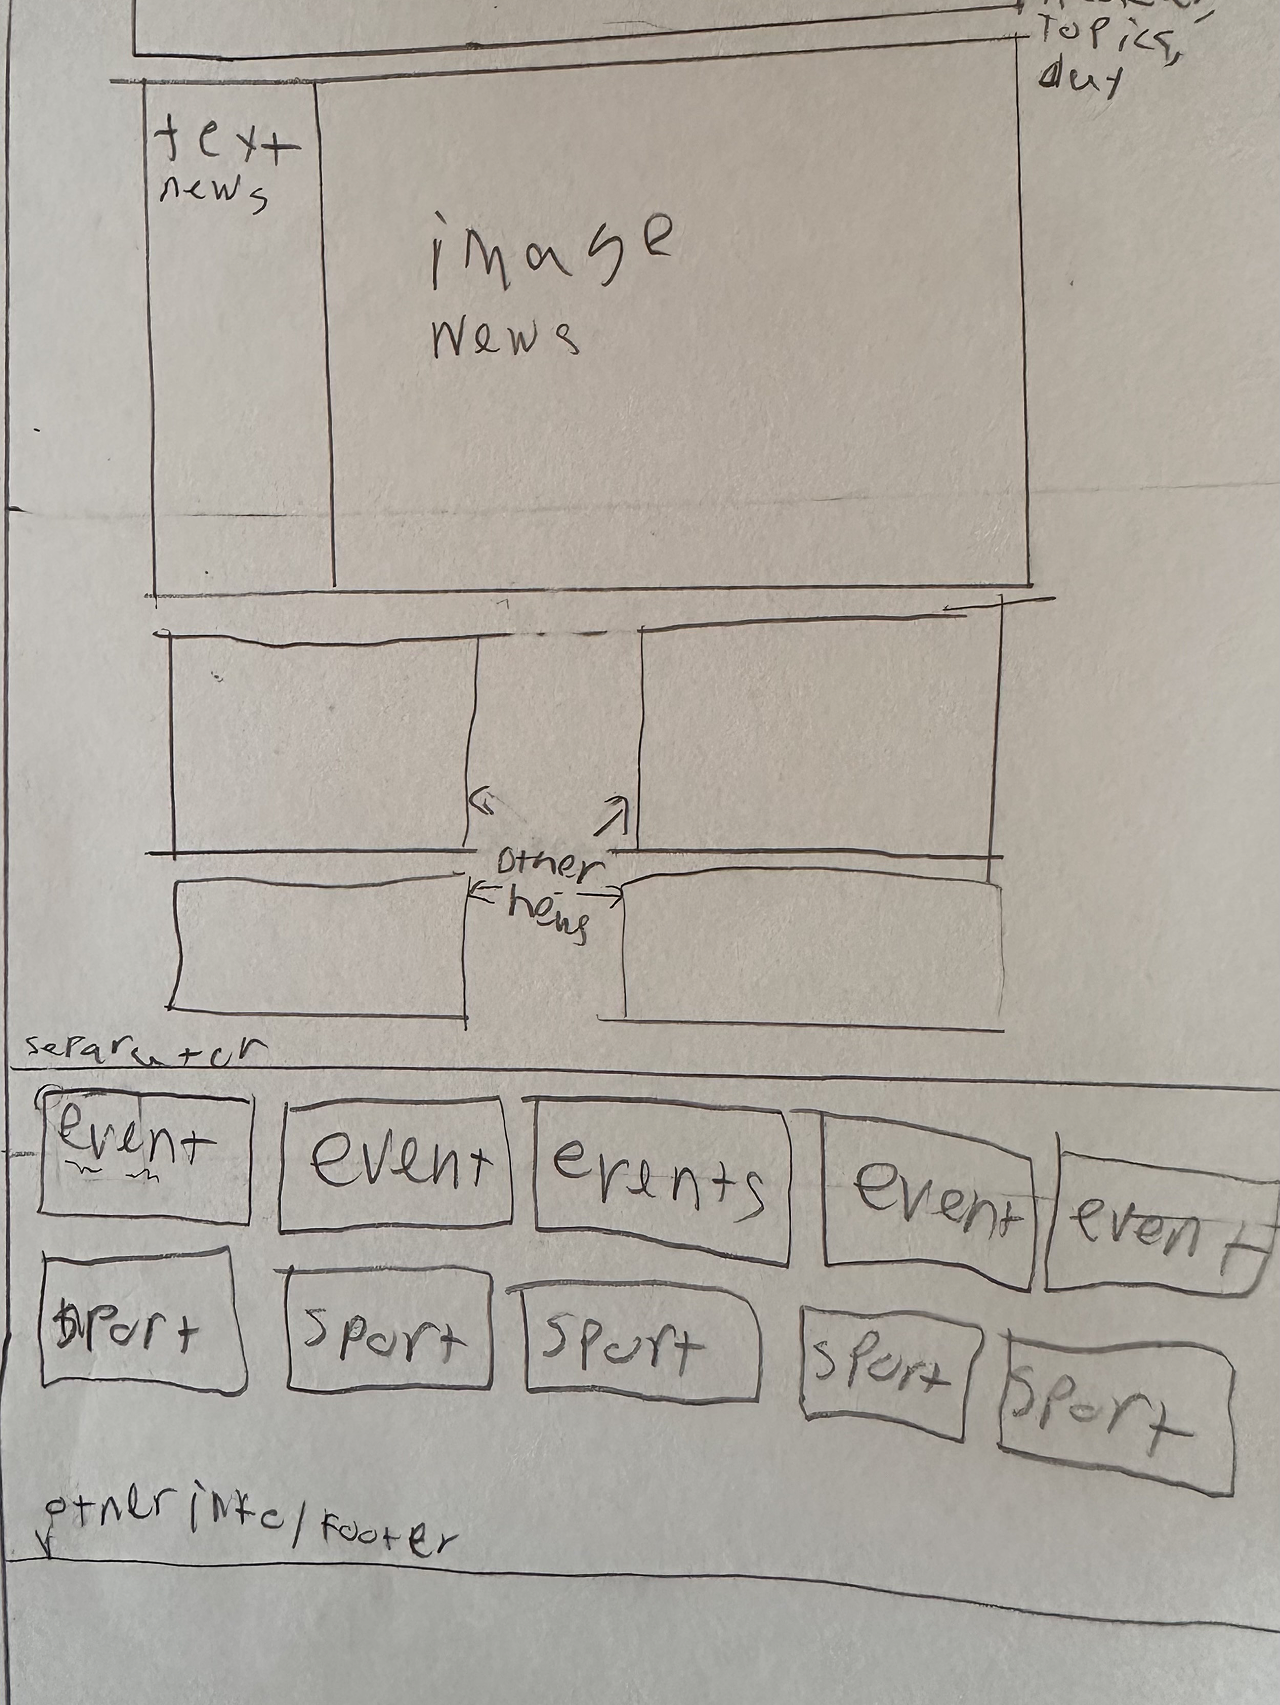 Topics,
day
text
news
image
news
other
news
separator
event
event
events
event
event
sport
sport
sport
sport
sport
other info/footer